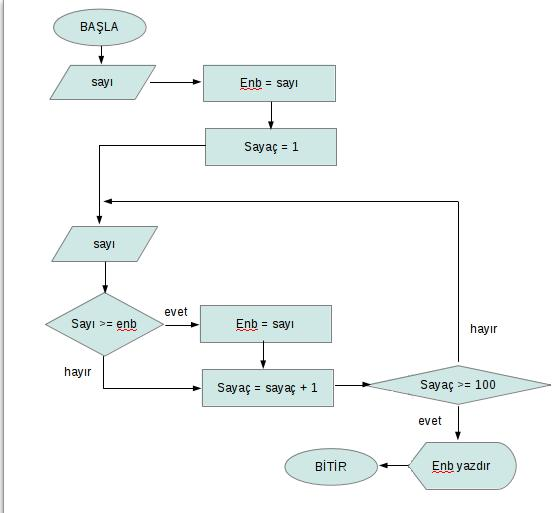 BAŞLA
sayı
Enb = sayı
Sayaç = 1
sayı
Sayı >= enb
evet
Enb = sayı
hayır
hayır
Sayaç = sayaç + 1
Sayaç >= 100
evet
Enb yazdır
BİTİR